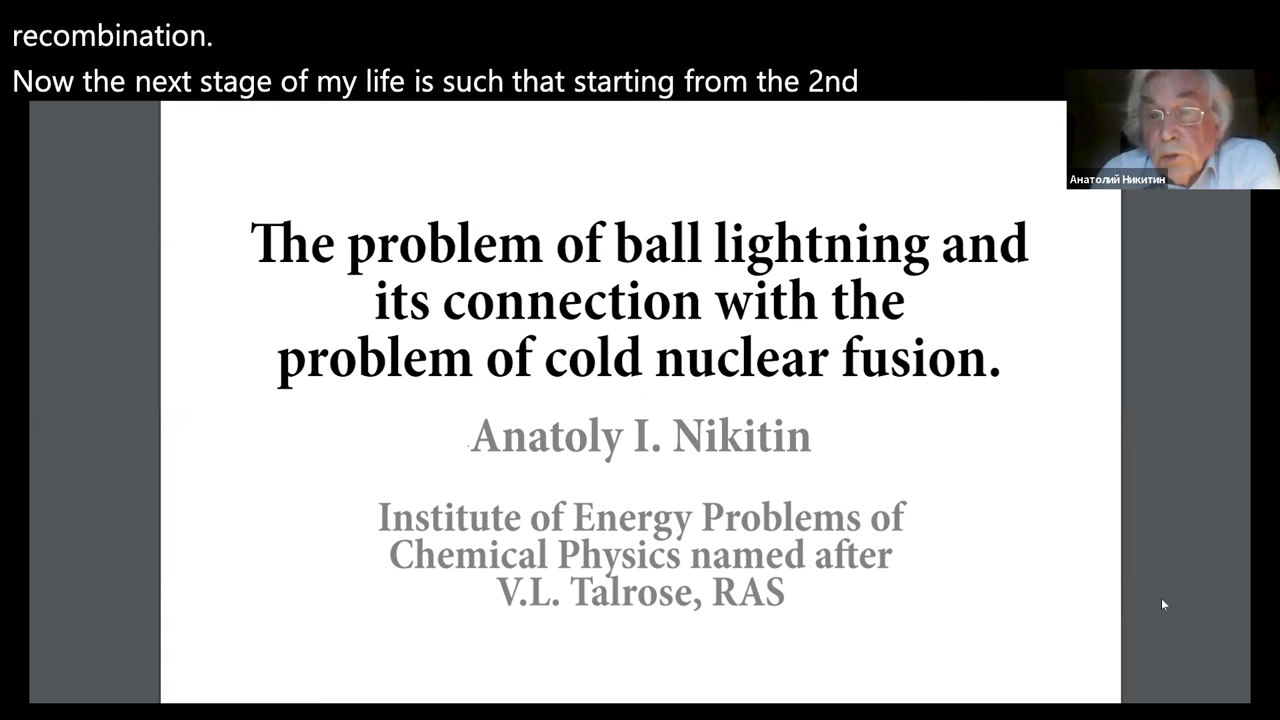 recombination.
Now the next stage of my life is such that starting from the 2nd
Анатолий Никитин
The problem of ball lightning and
its connection with the
problem of cold nuclear fusion.
Anatoly I. Nikitin
Institute of Energy Problems of
Chemical Physics named after
V.L. Talrose, RAS